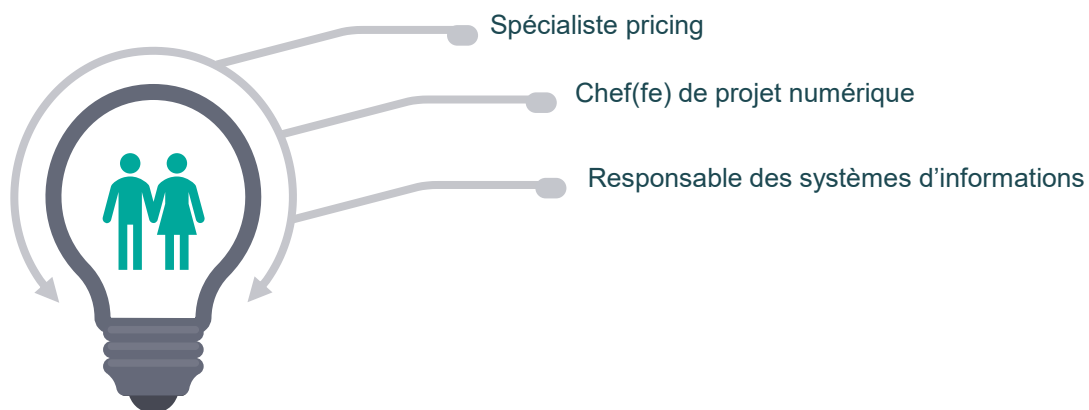 Spécialiste pricing
Chef(fe) de projet numérique
Responsable des systèmes d’informations